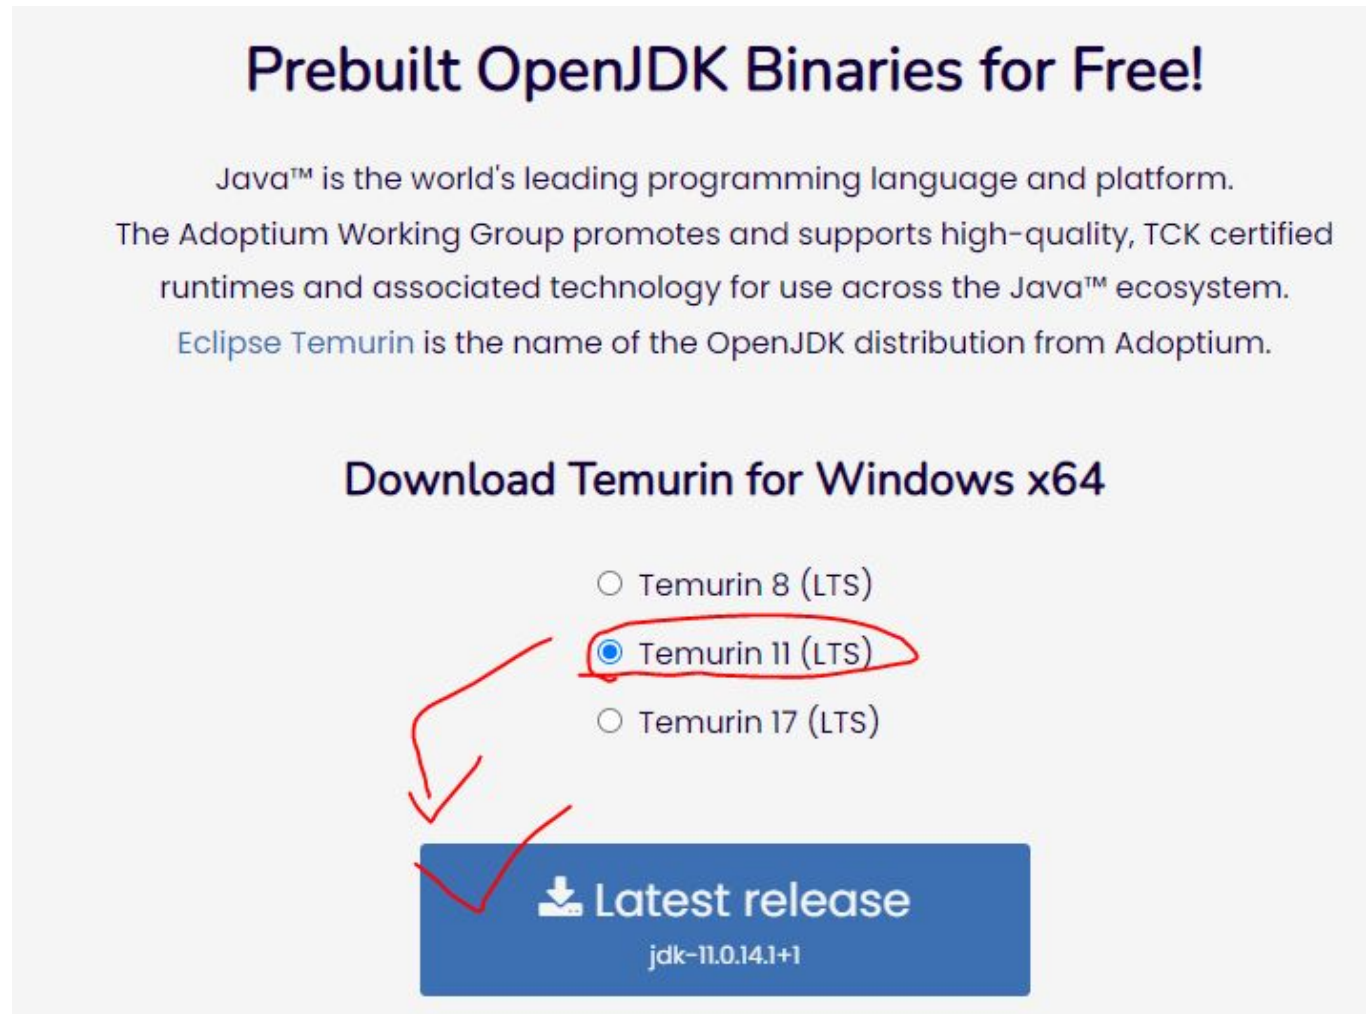 Prebuilt OpenJDK Binaries for Free!
Java™ is the world's leading programming language and platform.
The Adoptium Working Group promotes and supports high-quality, TCK certified
runtimes and associated technology for use across the Java™ ecosystem.
Eclipse Temurin is the name of the OpenJDK distribution from Adoptium.
Download Temurin for Windows x64
Temurin 8 (LTS)
Temurin 11 (LTS)
Temurin 17 (LTS)
Latest release
jdk-11.0.14.1+1